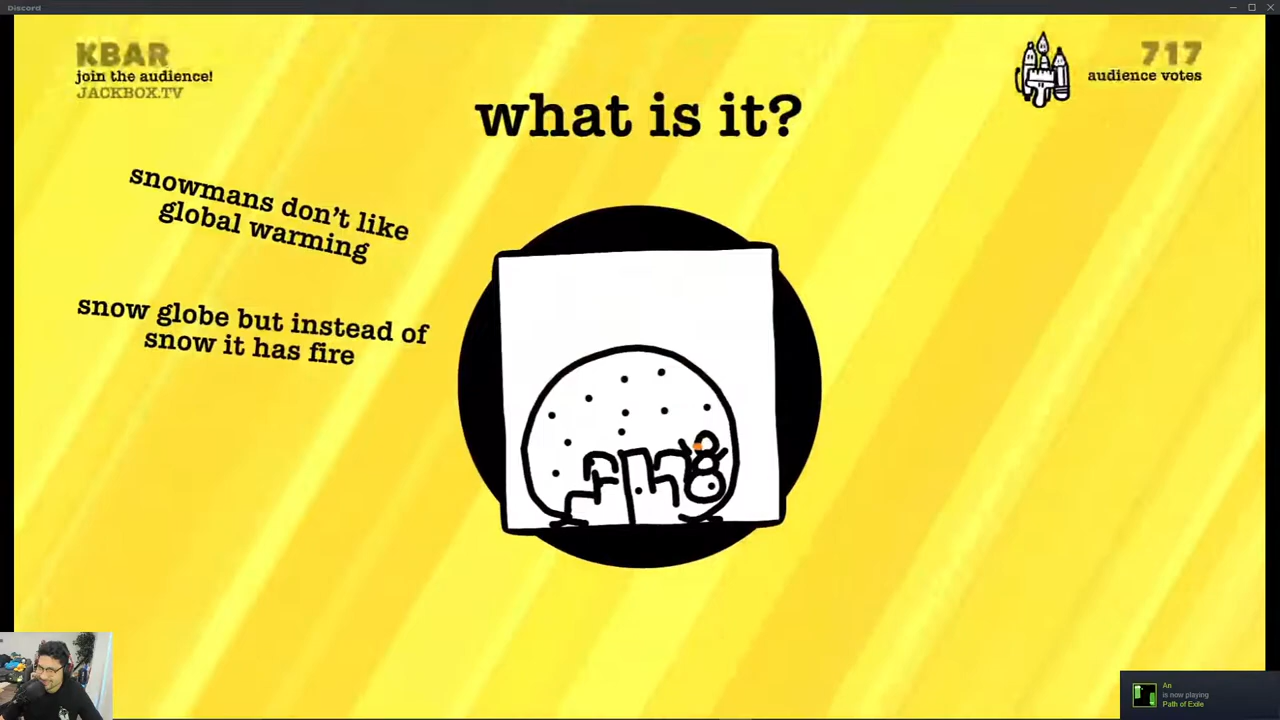 Discord
KBAR
join the audience!
JACKBOX.TV
717
audience votes
what is it?
snowmans don't like
global warming
snow globe but instead of
snow it has fire
An
is now playing
Path of Exile